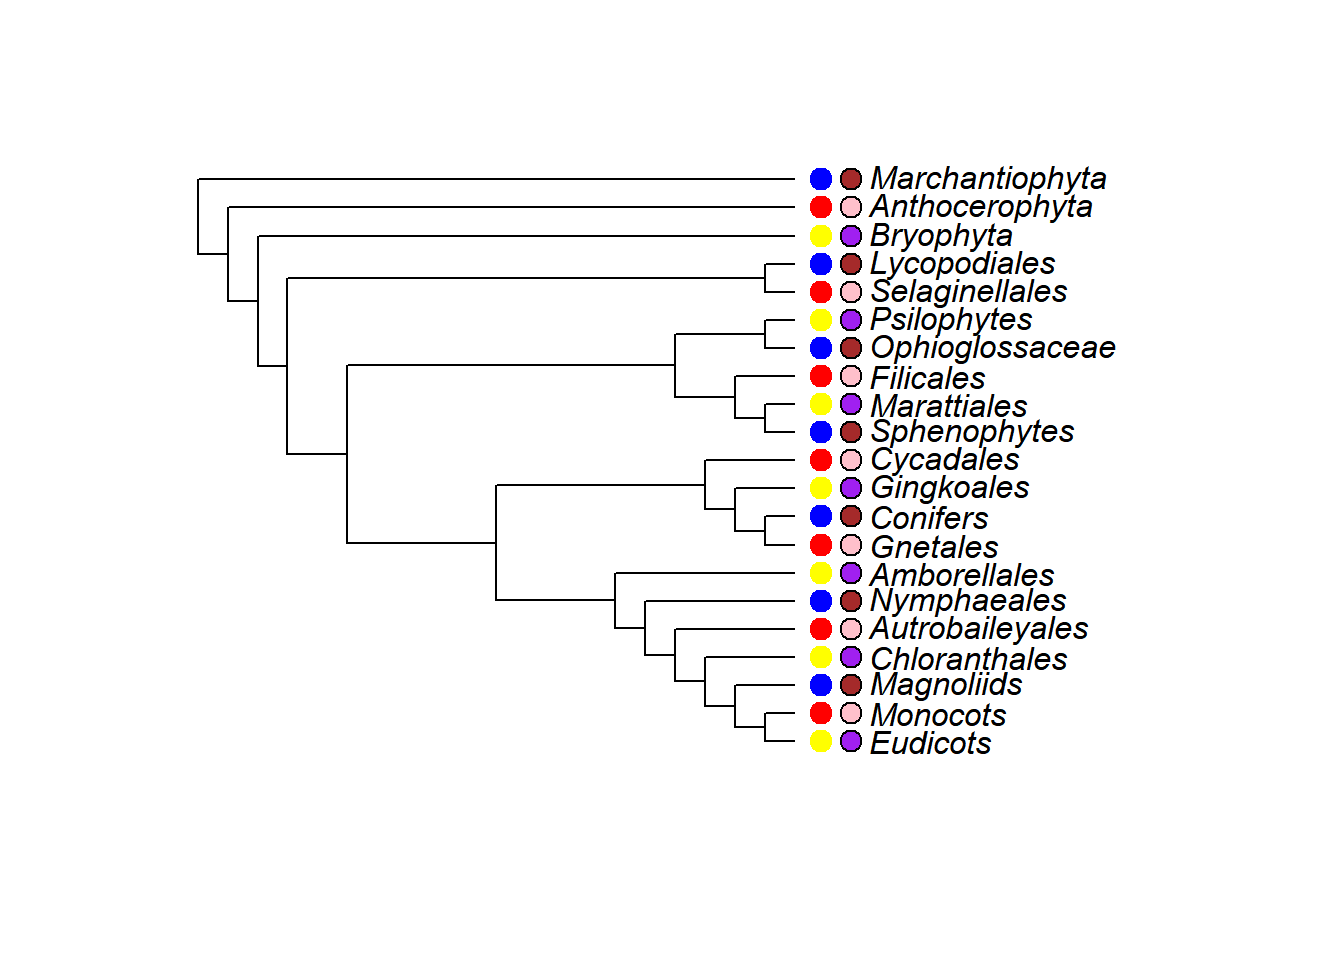 Marchantiophyta
Anthocerophyta
Bryophyta
Lycopodiales
Selaginellales
Psilophytes
Ophioglossaceae
Filicales
Marattiales
Sphenophytes
Cycadales
Gingkoales
Conifers
Gnetales
Amborellales
Nymphaeales
Autrobaileyales
Chloranthales
Magnoliids
Monocots
Eudicots